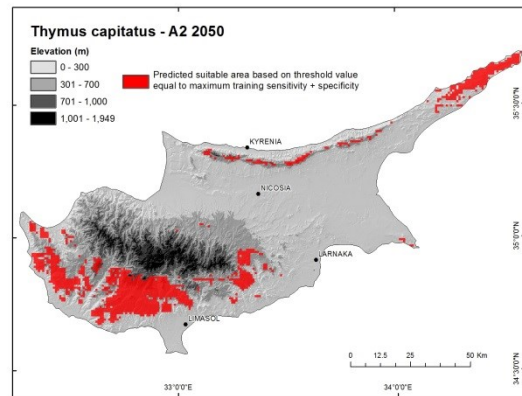 Thymus capitatus - A2 2050
Elevation (m)
0 - 300
301 - 700
701 - 1,000
1,001 - 1,949
Predicted suitable area based on threshold value
equal to maximum training sensitivity + specificity
KYRENIA
NICOSIA
LARNAKA
LIMASOL
35°30'0"N
35°0'0"N
34°30'0"N
0 12.5 25 50 Km
33°0'0"E 34°0'0"E